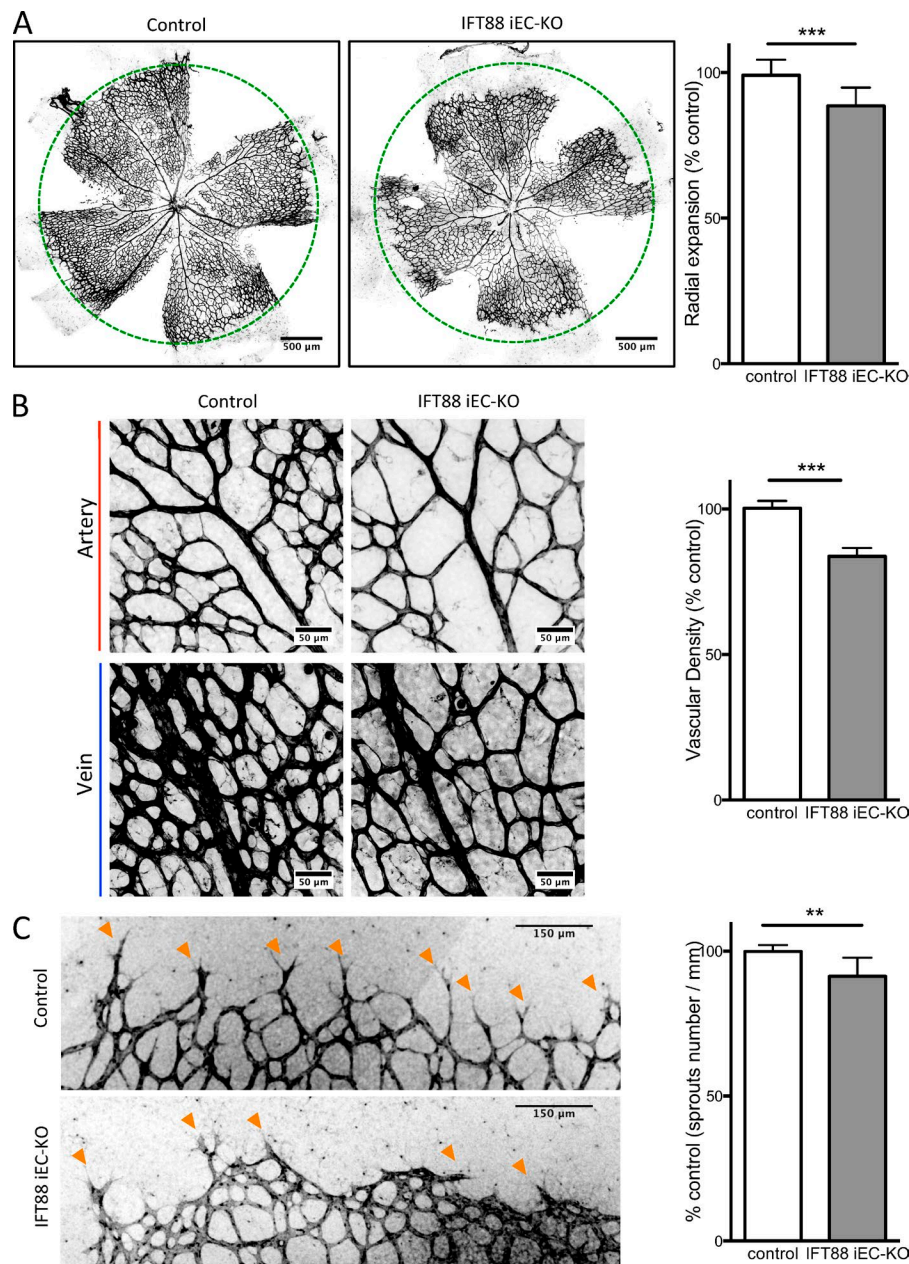 A
Control
IFT88 iEC-KO
500 µm
500 µm
Radial expansion (% control)
100
50
0
***
control
IFT88 iEC-KO
B
Control
IFT88 iEC-KO
Artery
50 µm
50 µm
Vein
50 µm
50 µm
Vascular Density (% control)
100
50
0
***
control
IFT88 iEC-KO
C
Control
150 µm
IFT88 iEC-KO
150 µm
% control (sprouts number / mm)
100
50
0
**
control
IFT88 iEC-KO